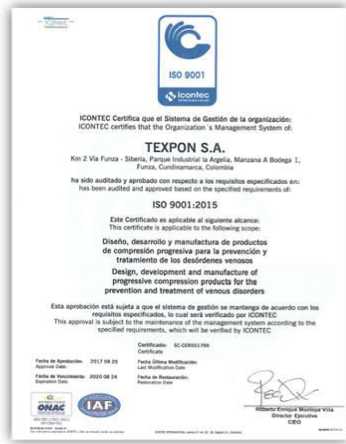 IQNET
ISO 9001
icontec
ICONTEC Certifica que el Sistema de Gestión de la organización:
ICONTEC certifies that the Organization´s Management System of:
TEXPON S.A.
Km 2 Via Funza - Siberia, Parque Industrial la Argelia, Manzana A Bodega 1,
Funza, Cundinamarca, Colombia
ha sido auditado y aprobado con respecto a los requisitos especificados en:
has been audited and approved based on the specified requirements of:
ISO 9001:2015
Este Certificado es aplicable al siguiente alcance:
This certificate is applicable to the following scope:
Diseño, desarrollo y manufactura de productos
de compresión progresiva para la prevención y
tratamiento de los desórdenes venosos
Design, development and manufacture of
progressive compression products for the
prevention and treatment of venous disorders
Esta aprobación está sujeta a que el sistema de gestión se mantenga de acuerdo con los
requisitos especificados, lo cual será verificado por ICONTEC
This approval is subject to the maintenance of the management system according to the
specified requirements, which will be verified by ICONTEC
Certificado: SC-CER551795
Certificate
Fecha de Aprobación: 2017 08 25
Approval Date:
Fecha Última Modificación:
Last Modification Date:
Fecha de Vencimiento: 2020 08 24
Expiration Date:
Fecha de Restauración:
Restoration Date:
ONAC
IAF
Roberto Enrique Montoya Villa
Director Ejecutivo
CEO